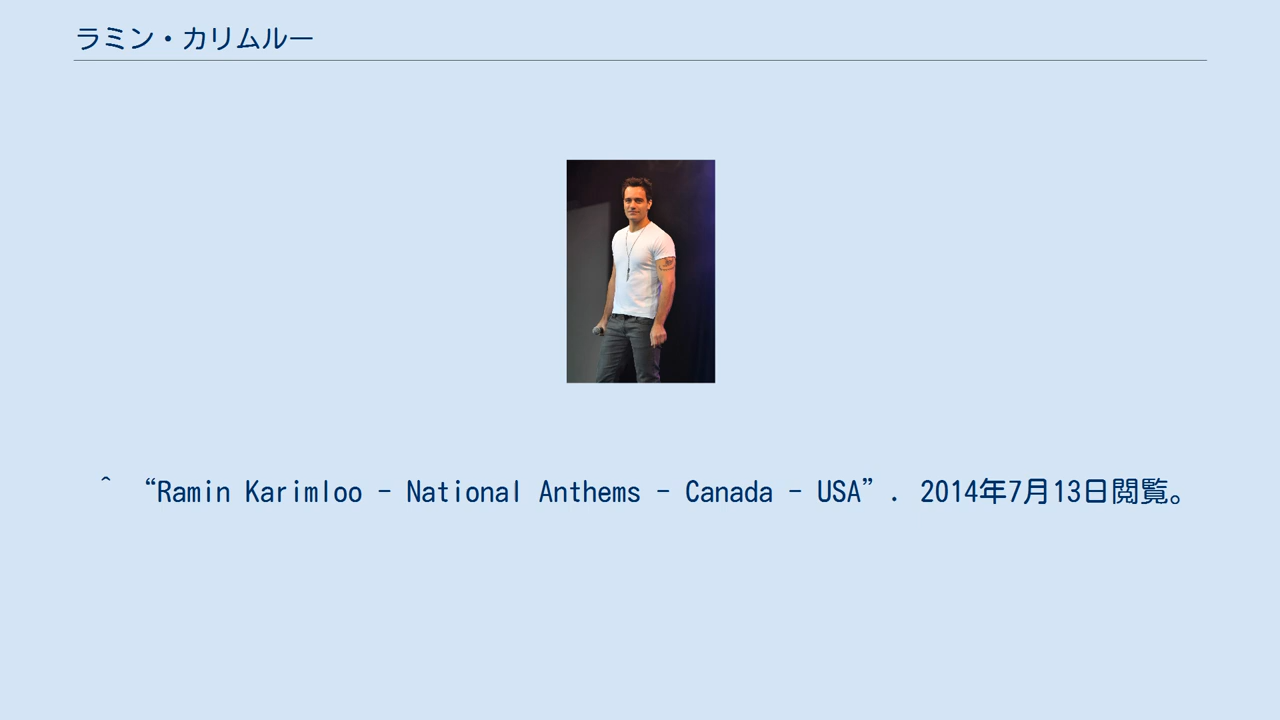 ラミン・カリムルー
^ “Ramin Karimloo - National Anthems - Canada - USA”. 2014年7月13日閲覧。